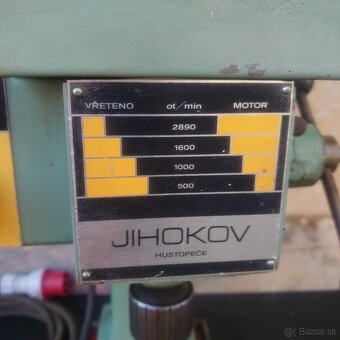 VŘETENO ot/min MOTOR
2890
1600
1000
500
JIHOKOV
HUSTOPEČE
@ Bazos.sk